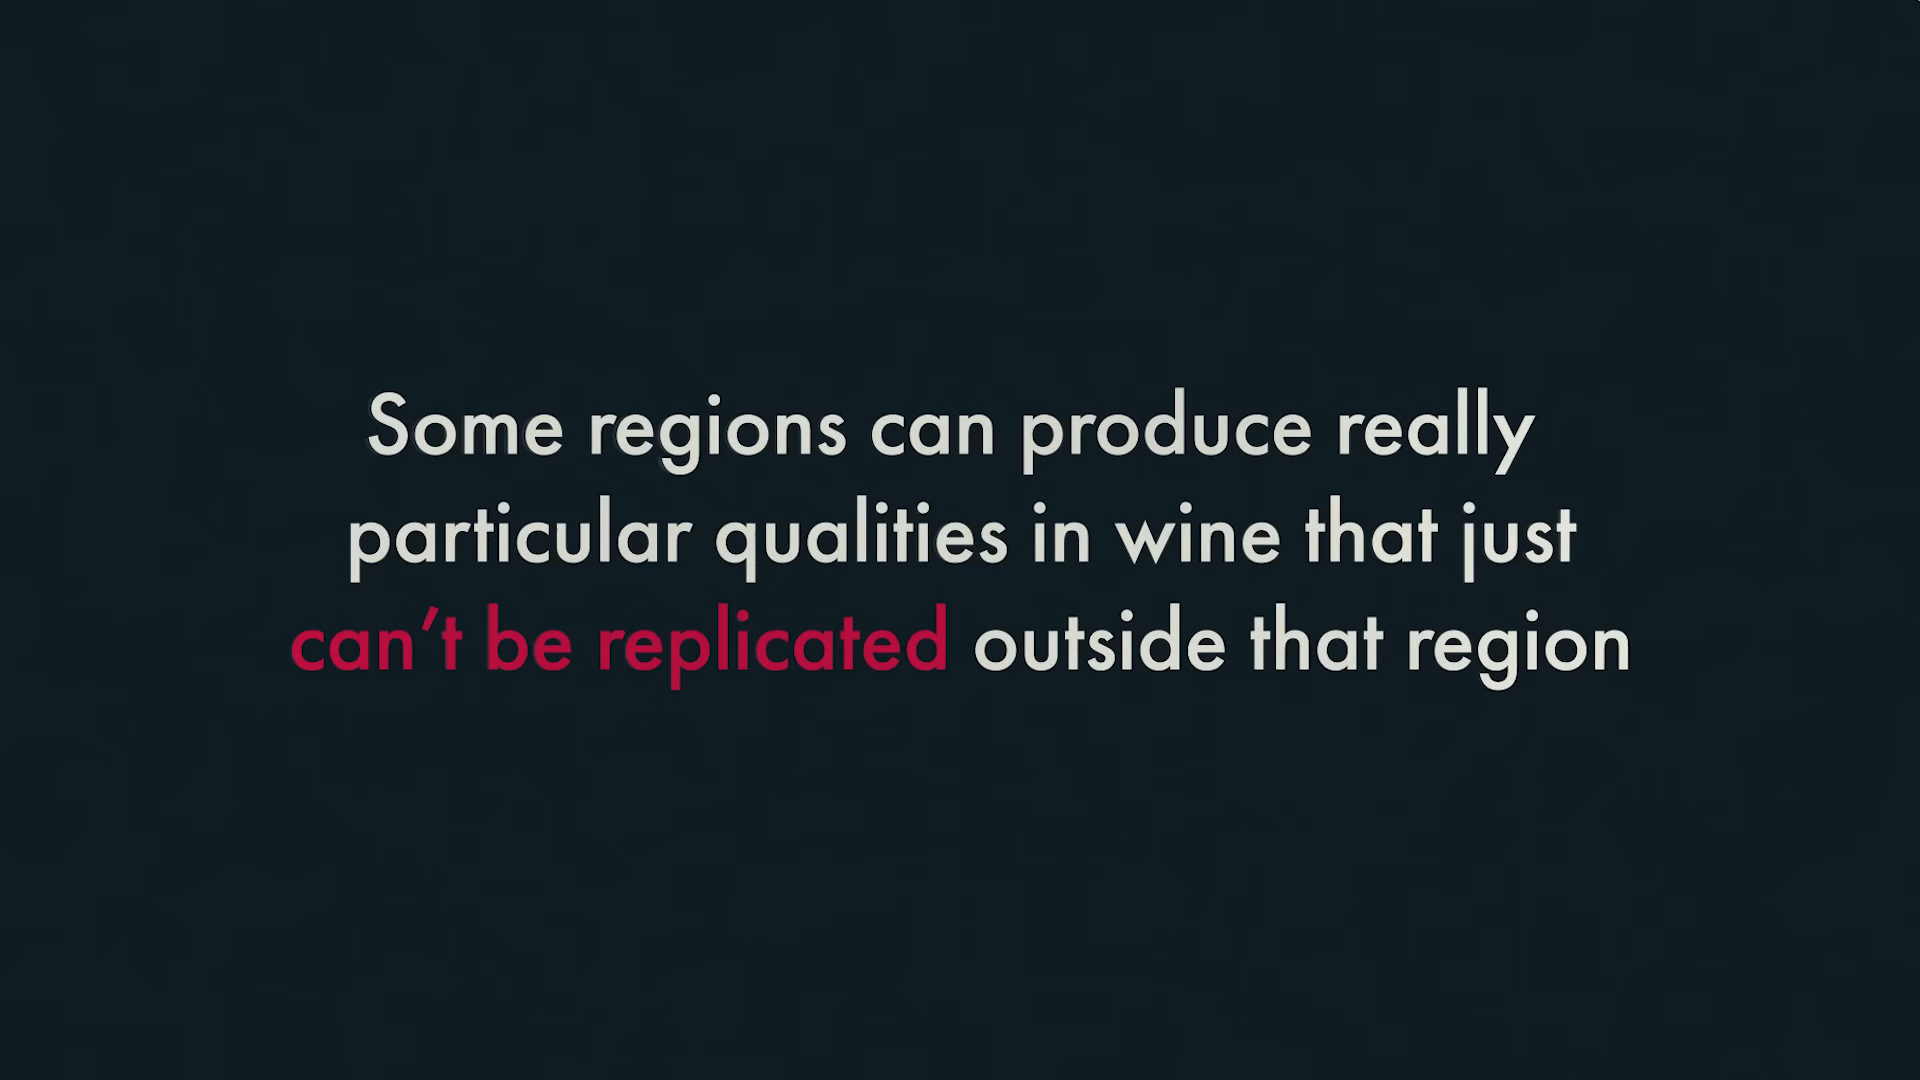 Some regions can produce really
particular qualities in wine that just
can’t be replicated outside that region